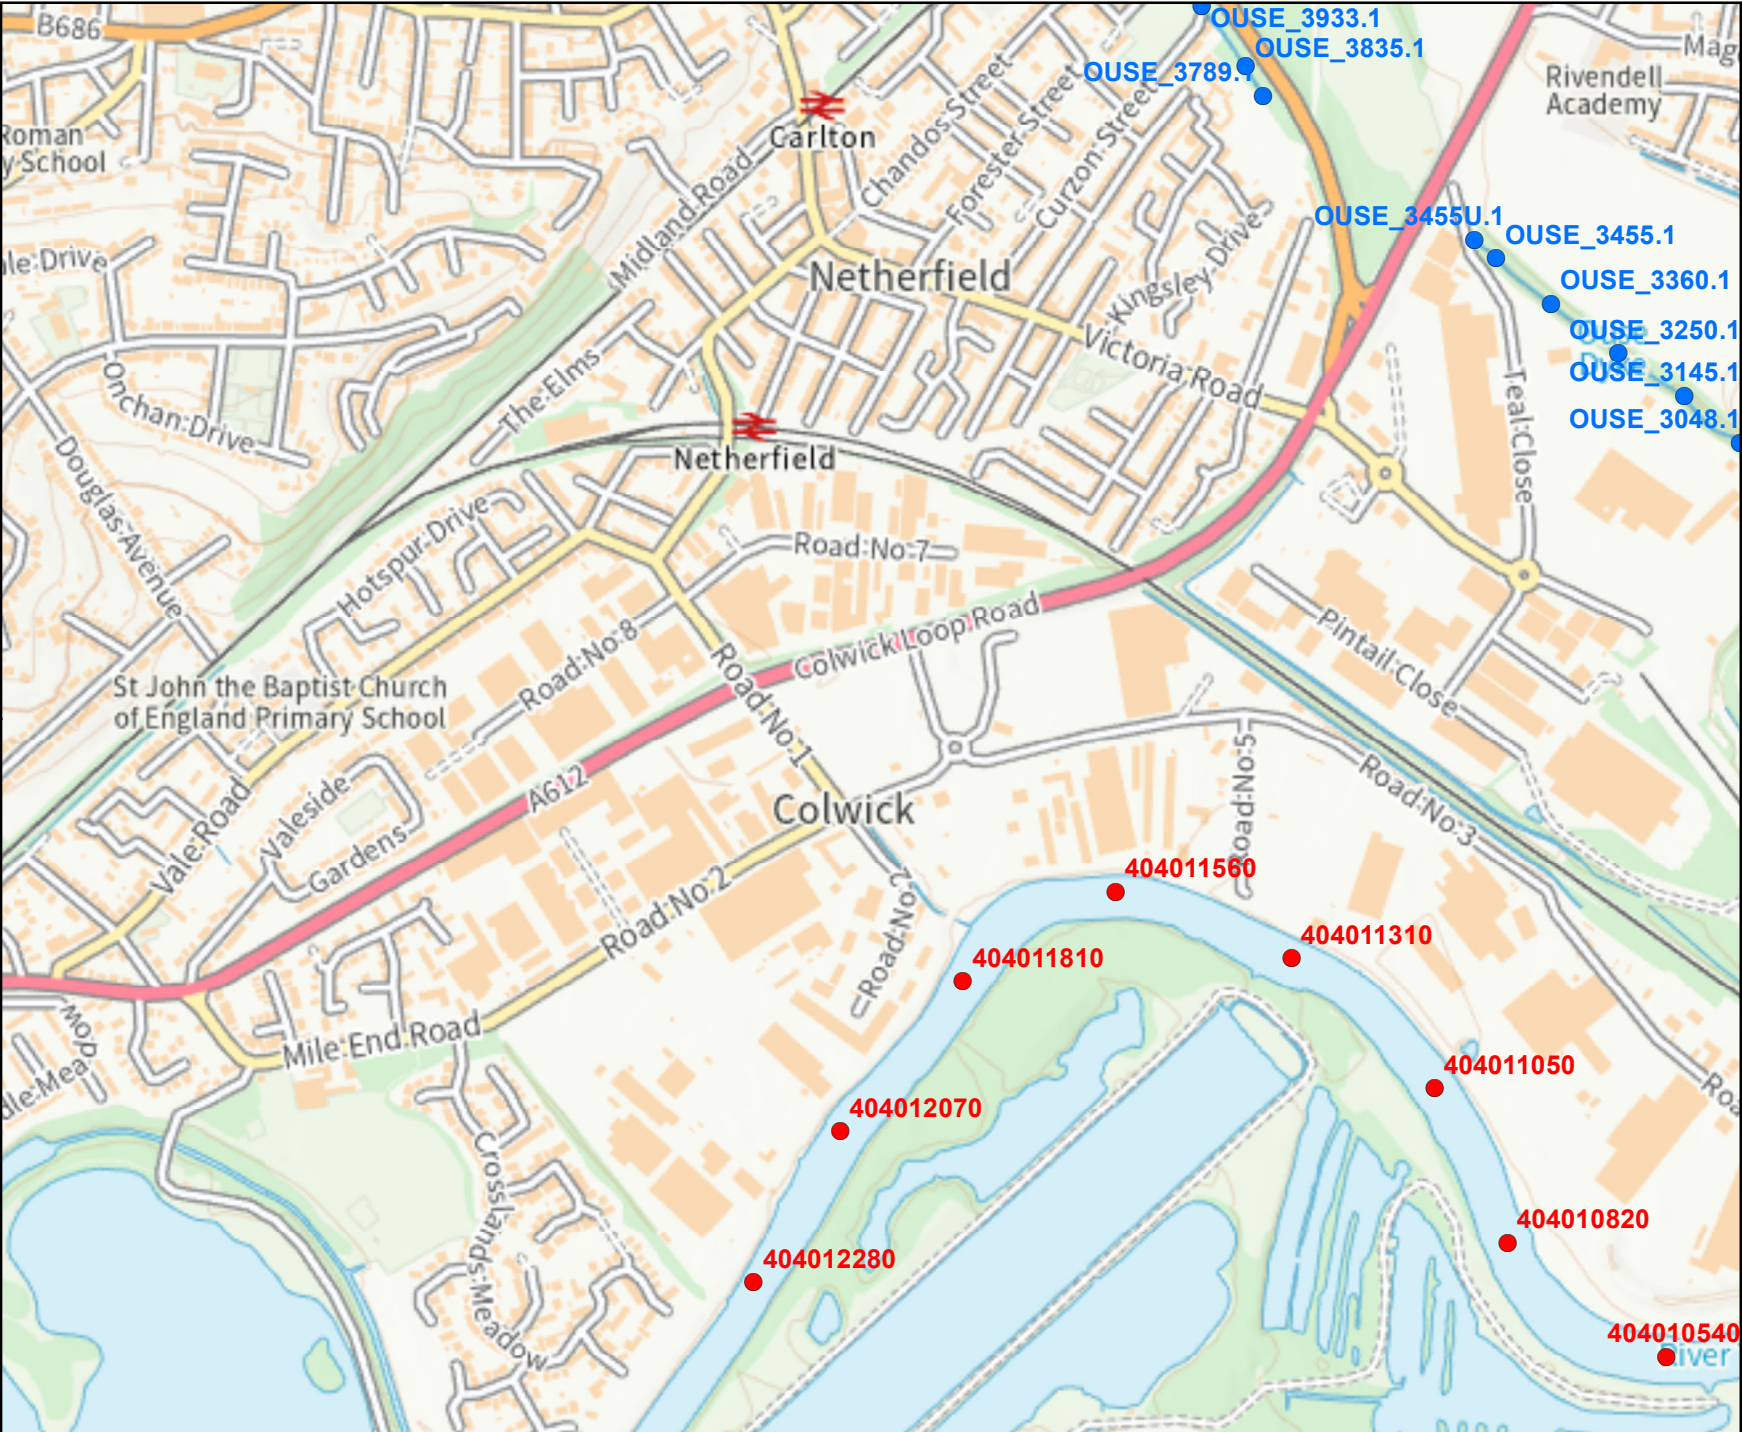 B686
OUSE_3933.1
OUSE_3835.1
OUSE_3789.1
Rivendell
Academy
Roman
y School
Carlton
Midland Road
Chandos Street
Forester Street
Curzon Street
OUSE_3455U.1
OUSE_3455.1
OUSE_3360.1
OUSE_3250.1
OUSE_3145.1
OUSE_3048.1
Netherfield
Kingsley Drive
Victoria Road
Teal Close
Onchan Drive
The Elms
Netherfield
Douglas Avenue
Hotspur Drive
Road No 7
Road No 8
Colwick Loop Road
Pintail Close
St John the Baptist Church
of England Primary School
Road No 1
A612
Colwick
Road No 5
Road No 3
Valeside
Gardens
Vale Road
Road No 2
Road No 2
404011560
404011310
404011810
404011050
404012070
404010820
404012280
404010540
Mile End Road
Crosslands Meadow
River